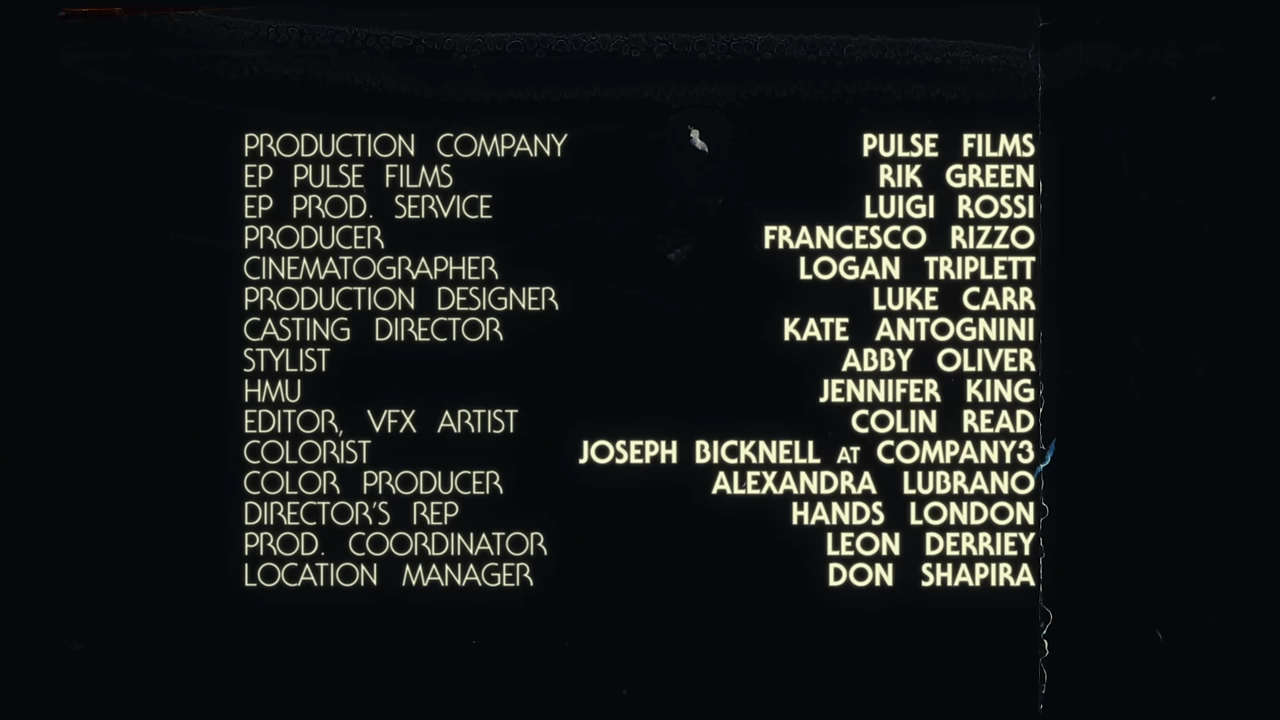 PRODUCTION COMPANY PULSE FILMS
EP PULSE FILMS RIK GREEN
EP PROD. SERVICE LUIGI ROSSI
PRODUCER FRANCESCO RIZZO
CINEMATOGRAPHER LOGAN TRIPLETT
PRODUCTION DESIGNER LUKE CARR
CASTING DIRECTOR KATE ANTOGNINI
STYLIST ABBY OLIVER
HMU JENNIFER KING
EDITOR, VFX ARTIST COLIN READ
COLORIST JOSEPH BICKNELL AT COMPANY3
COLOR PRODUCER ALEXANDRA LUBRANO
DIRECTOR'S REP HANDS LONDON
PROD. COORDINATOR LEON DERRIEY
LOCATION MANAGER DON SHAPIRA